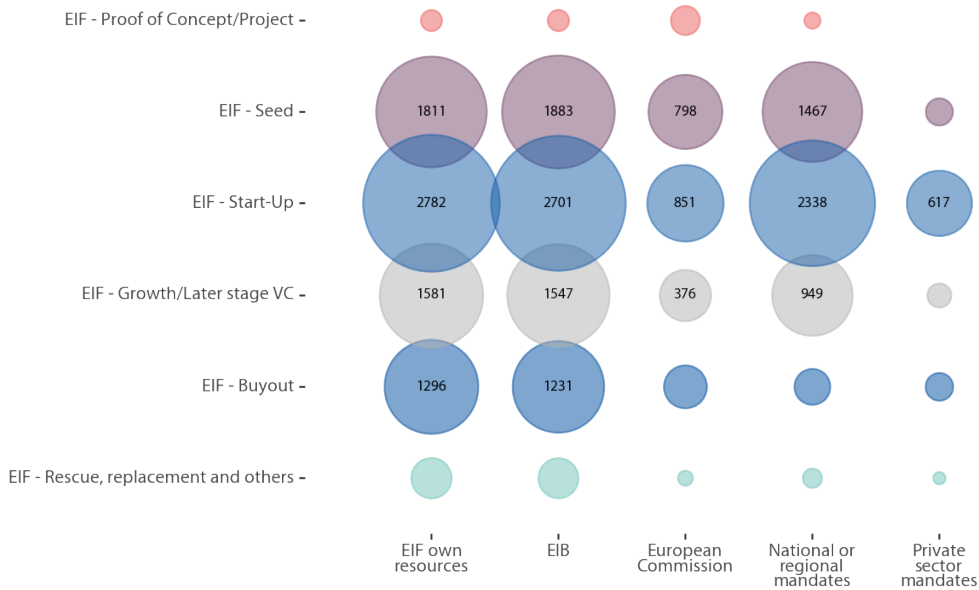 EIF - Proof of Concept/Project
EIF - Seed
1811
1883
798
1467
EIF - Start-Up
2782
2701
851
2338
617
EIF - Growth/Later stage VC
1581
1547
376
949
EIF - Buyout
1296
1231
EIF - Rescue, replacement and others
EIF own
resources
EIB
European
Commission
National or
regional
mandates
Private
sector
mandates